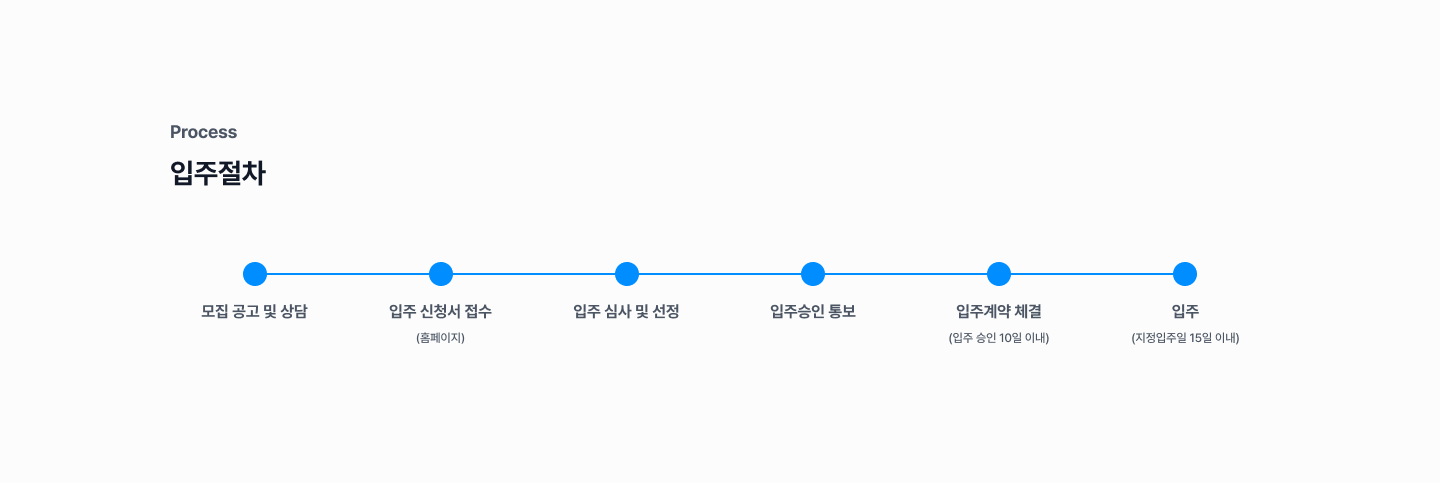 Process
입주절차
모집 공고 및 상담
입주 신청서 접수
(홈페이지)
입주 심사 및 선정
입주승인 통보
입주계약 체결
(입주 승인 10일 이내)
입주
(지정입주일 15일 이내)